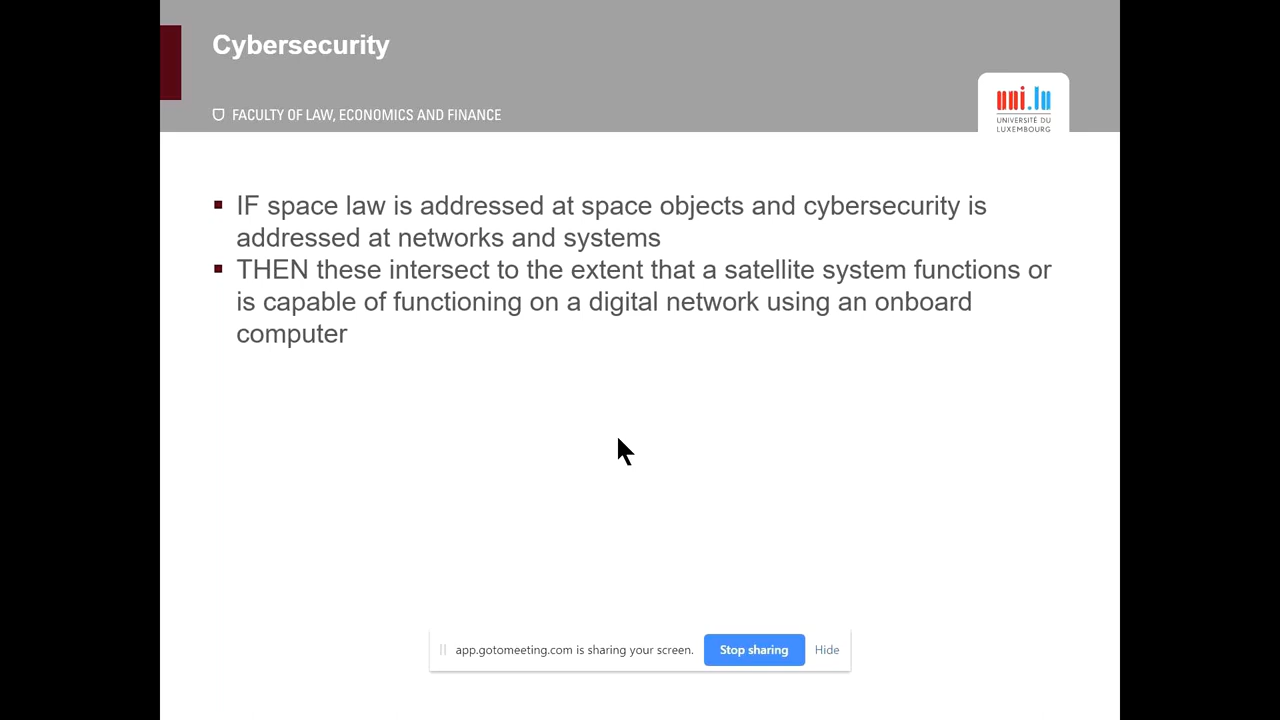 Cybersecurity
FACULTY OF LAW, ECONOMICS AND FINANCE
uni.lu
UNIVERSITÉ DU
LUXEMBOURG
IF space law is addressed at space objects and cybersecurity is
addressed at networks and systems
THEN these intersect to the extent that a satellite system functions or
is capable of functioning on a digital network using an onboard
computer
app.gotomeeting.com is sharing your screen. Stop sharing Hide